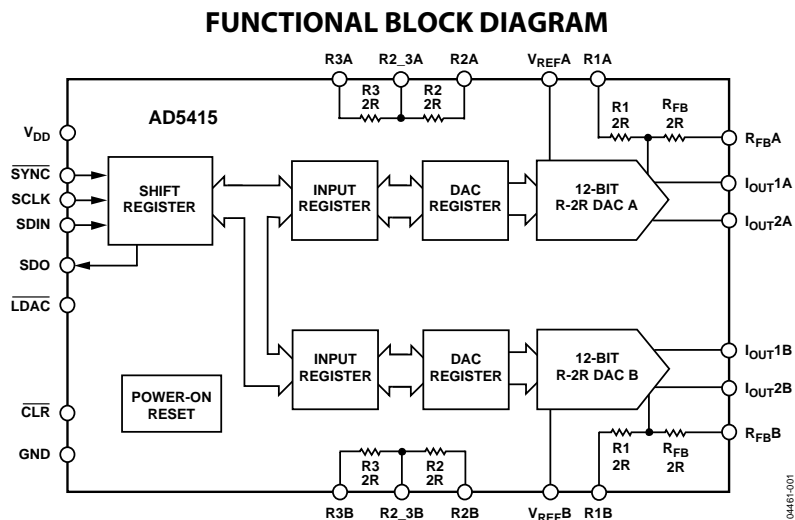 FUNCTIONAL BLOCK DIAGRAM
R3A R2_3A R2A VREFA R1A
R3 2R
R2 2R
R1 2R
RFB 2R
AD5415
VDD
SYNC
SCLK
SDIN
SDO
LDAC
CLR
GND
SHIFT REGISTER
INPUT REGISTER
DAC REGISTER
12-BIT R-2R DAC A
RFBA
IOUT1A
IOUT2A
INPUT REGISTER
DAC REGISTER
12-BIT R-2R DAC B
IOUT1B
IOUT2B
RFBB
POWER-ON RESET
R3 2R
R2 2R
R1 2R
RFB 2R
R3B R2_3B R2B VREFB R1B
04461-001